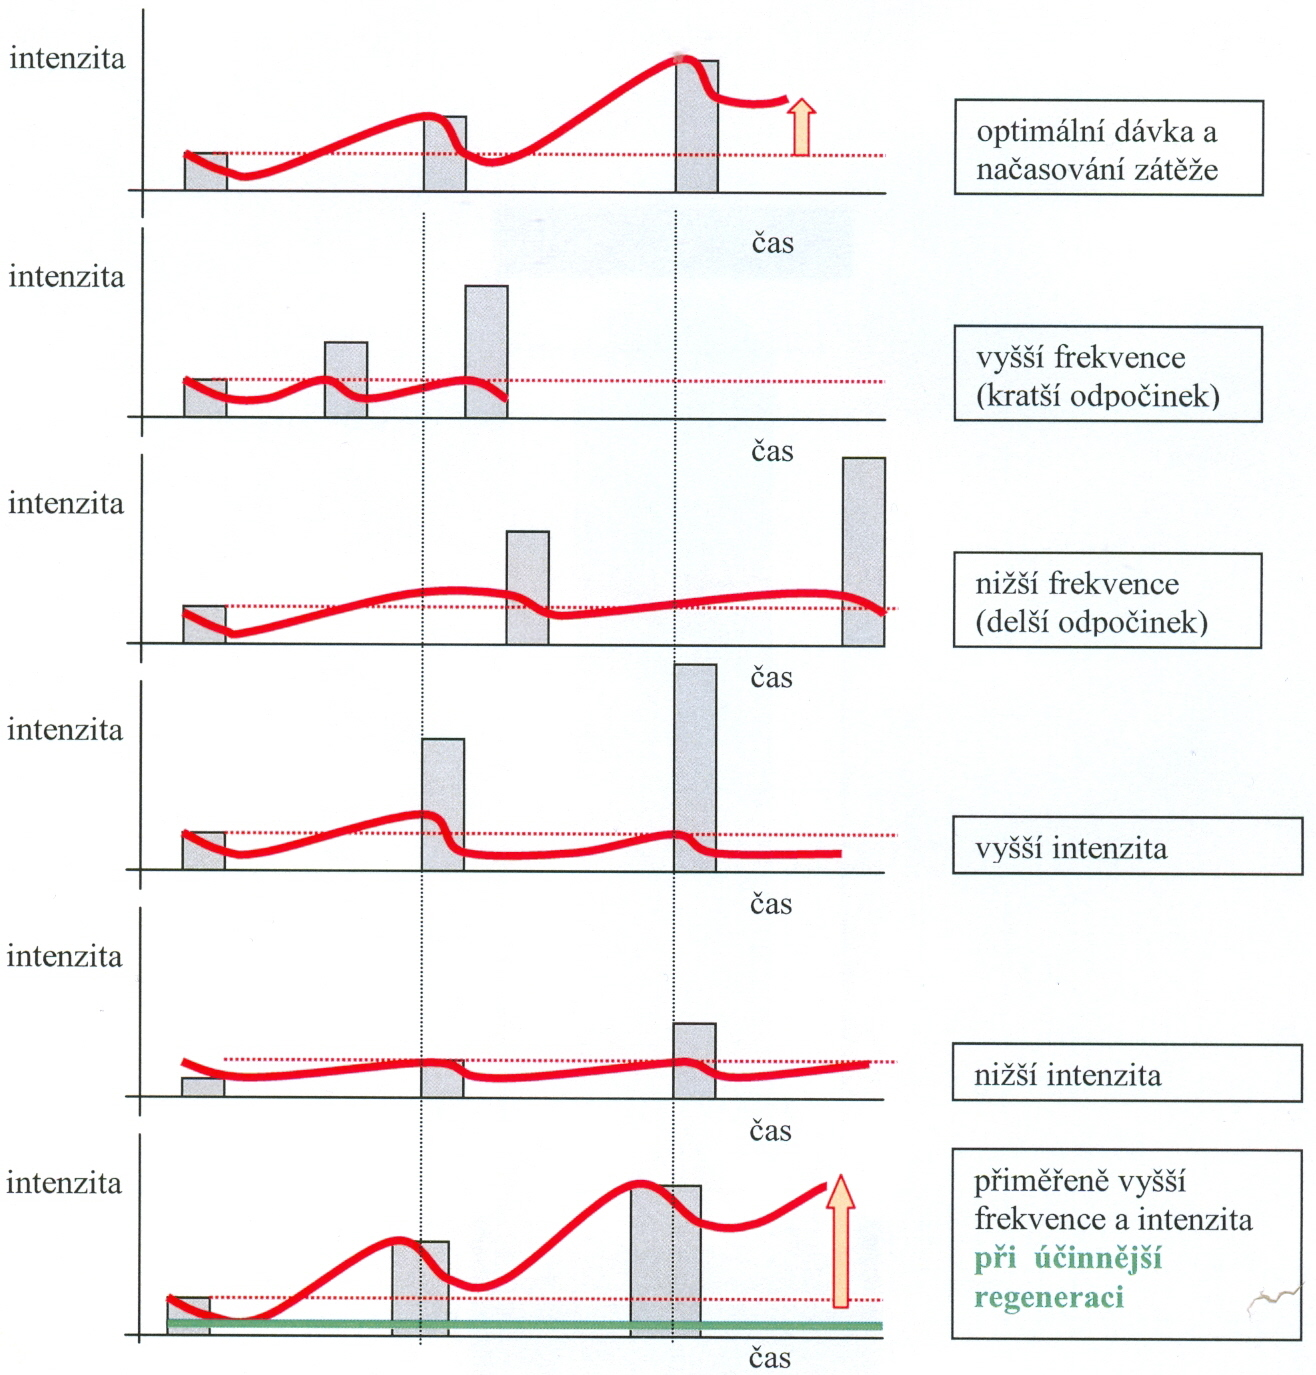 intenzita
optimální dávka a
načasování zátěže
čas
intenzita
vyšší frekvence
(kratší odpočinek)
čas
intenzita
nižší frekvence
(delší odpočinek)
čas
intenzita
vyšší intenzita
čas
intenzita
nižší intenzita
čas
intenzita
přiměřeně vyšší
frekvence a intenzita
při účinnější
regeneraci
čas